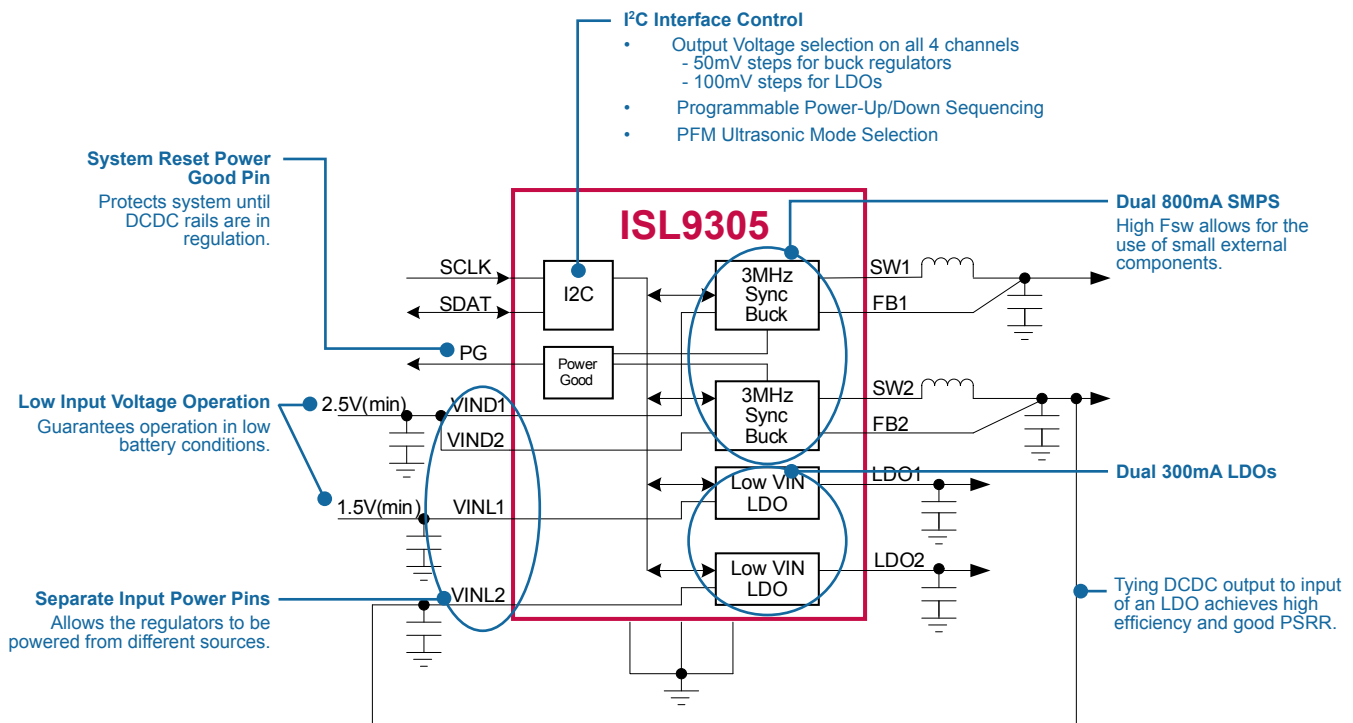 I²C Interface Control
• Output Voltage selection on all 4 channels
- 50mV steps for buck regulators
- 100mV steps for LDOs
• Programmable Power-Up/Down Sequencing
• PFM Ultrasonic Mode Selection
System Reset Power
Good Pin
Protects system until
DCDC rails are in
regulation.
ISL9305
Dual 800mA SMPS
High Fsw allows for the
use of small external
components.
SCLK
SDAT
I2C
3MHz
Sync
Buck
SW1
FB1
PG
Power
Good
Low Input Voltage Operation
Guarantees operation in low
battery conditions.
2.5V(min)
VIND1
VIND2
3MHz
Sync
Buck
SW2
FB2
1.5V(min)
VINL1
Low VIN
LDO
LDO1
Dual 300mA LDOs
Separate Input Power Pins
Allows the regulators to be
powered from different sources.
VINL2
Low VIN
LDO
LDO2
Tying DCDC output to input
of an LDO achieves high
efficiency and good PSRR.